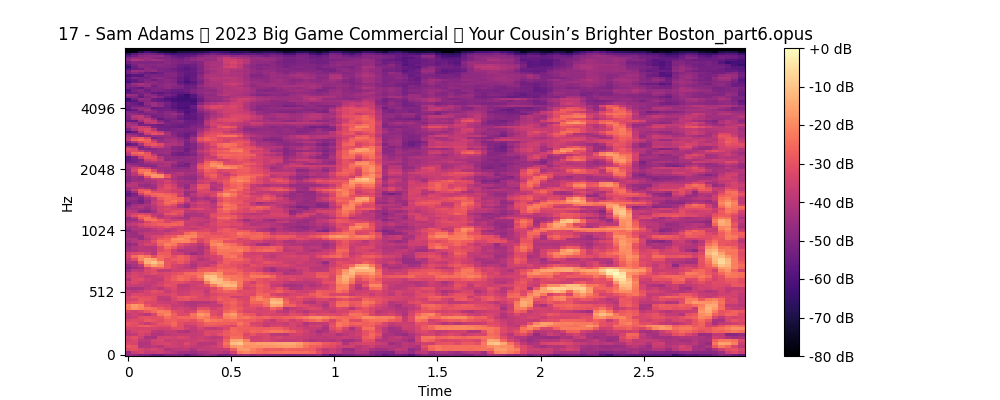 17 - Sam Adams ▯ 2023 Big Game Commercial ▯ Your Cousin’s Brighter Boston_part6.opus
Hz
4096
2048
1024
512
0
0 0.5 1 1.5 2 2.5
Time
+0 dB
-10 dB
-20 dB
-30 dB
-40 dB
-50 dB
-60 dB
-70 dB
-80 dB